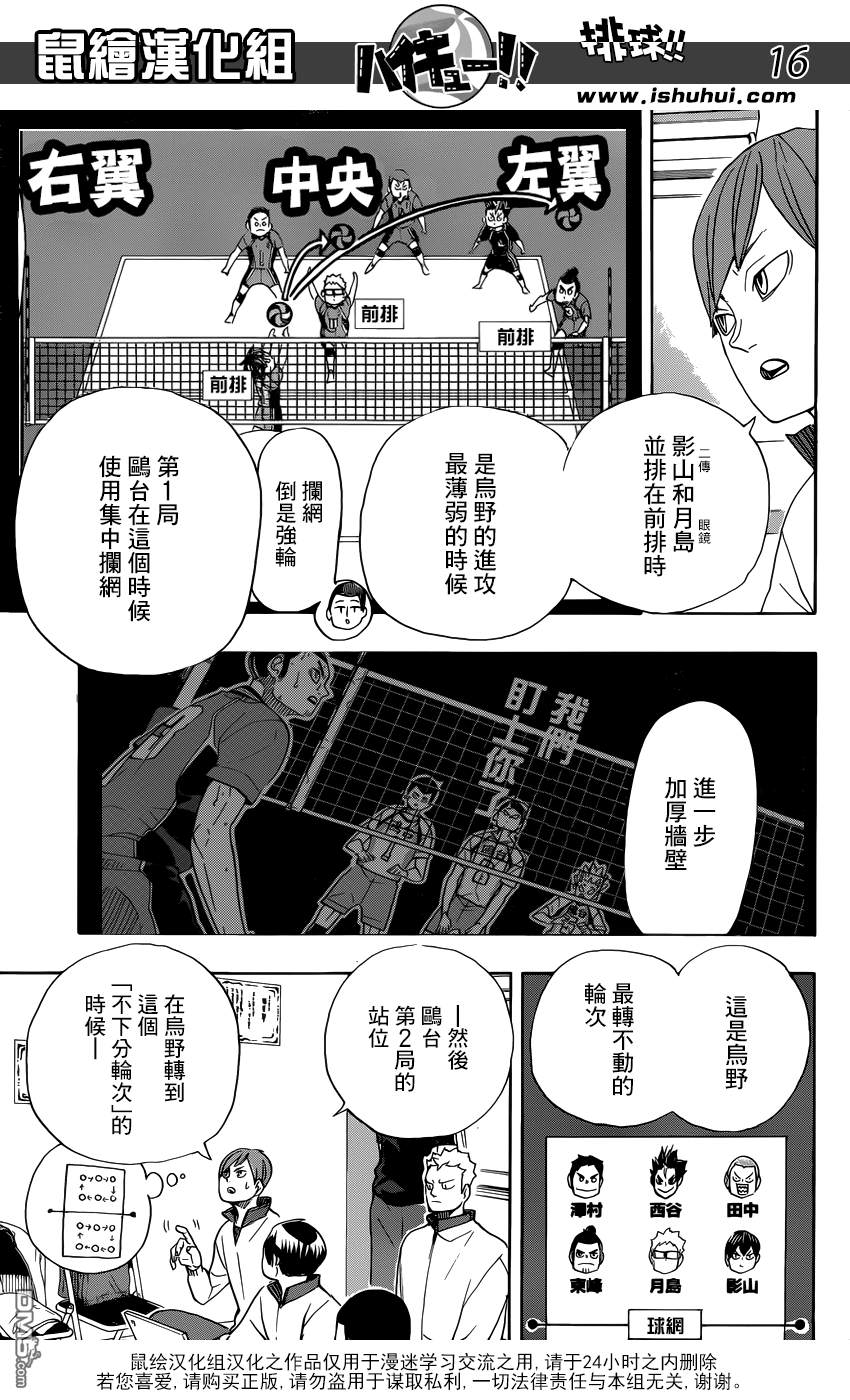 鼠繪漢化組
ハイキュー!!
排球!!
16
www.ishuhui.com
右翼
中央
左翼
前排
前排
前排
影山和月島
二傳
眼鏡
並排在前排時
是烏野的進攻
最薄弱的時候
攔網
倒是強輪
第1局
鷗台在這個時候
使用集中攔網
我們
盯上你了
進一步
加厚牆壁
這是烏野
最轉不動的
輪次
澤村
西谷
田中
東峰
月島
影山
球網
—然後
鷗台
第2局的
站位
在烏野轉到
這個
「不下分輪次」的
時候—
DM5.COM
鼠绘汉化组汉化之作品仅用于漫迷学习交流之用, 请于24小时之内删除
若您喜爱, 请购买正版, 请勿盗用于谋取私利, 一切法律责任与本组无关, 谢谢。